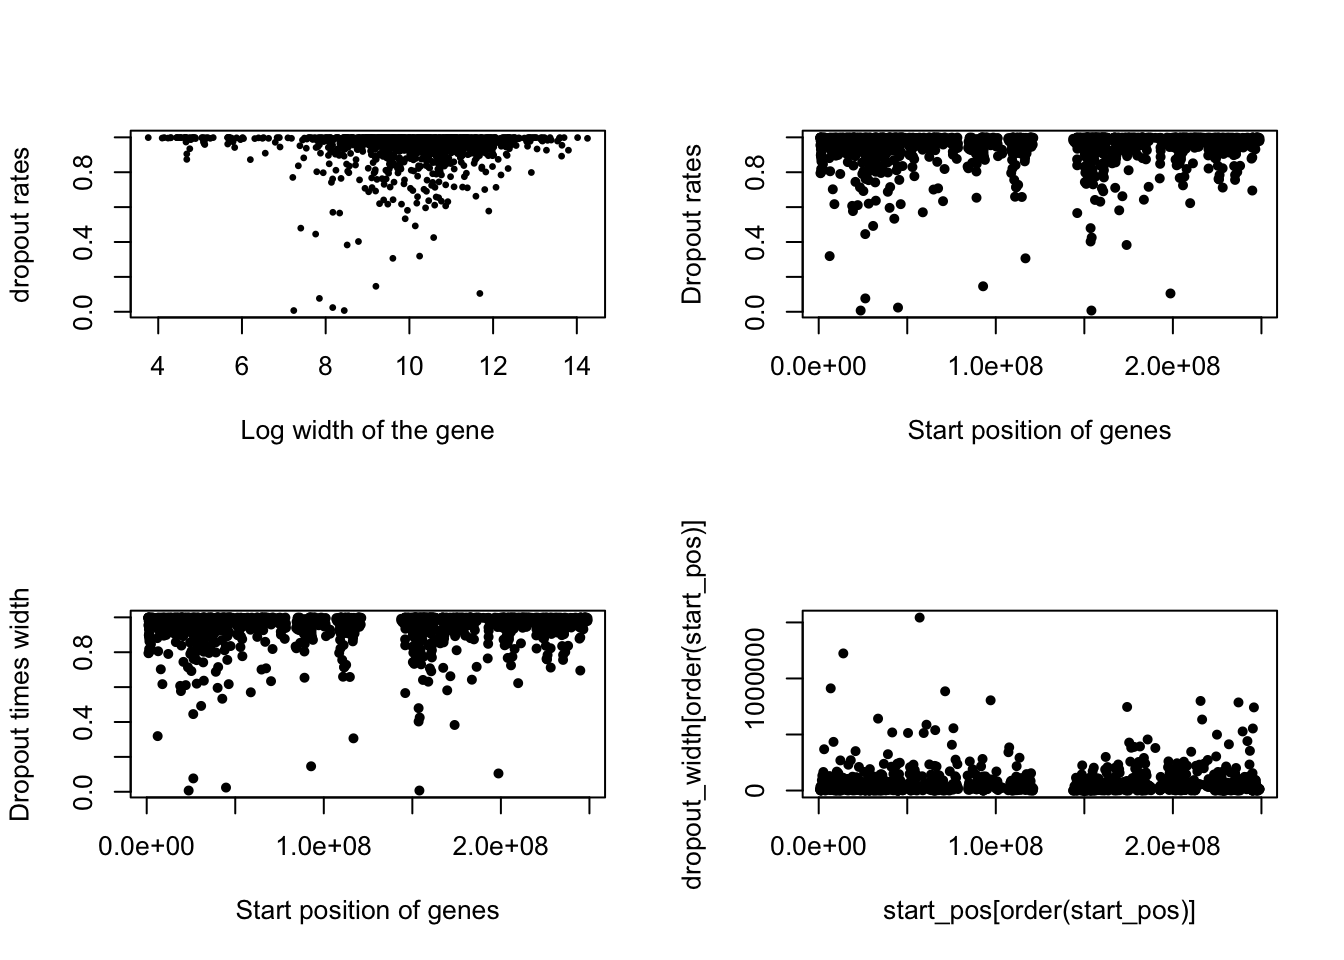 dropout rates
0.0 0.4 0.8
4 6 8 10 12 14
Log width of the gene
Dropout rates
0.0 0.4 0.8
0.0e+00 1.0e+08 2.0e+08
Start position of genes
Dropout times width
0.0 0.4 0.8
0.0e+00 1.0e+08 2.0e+08
Start position of genes
dropout_width[order(start_pos)]
0 1000000
0.0e+00 1.0e+08 2.0e+08
start_pos[order(start_pos)]